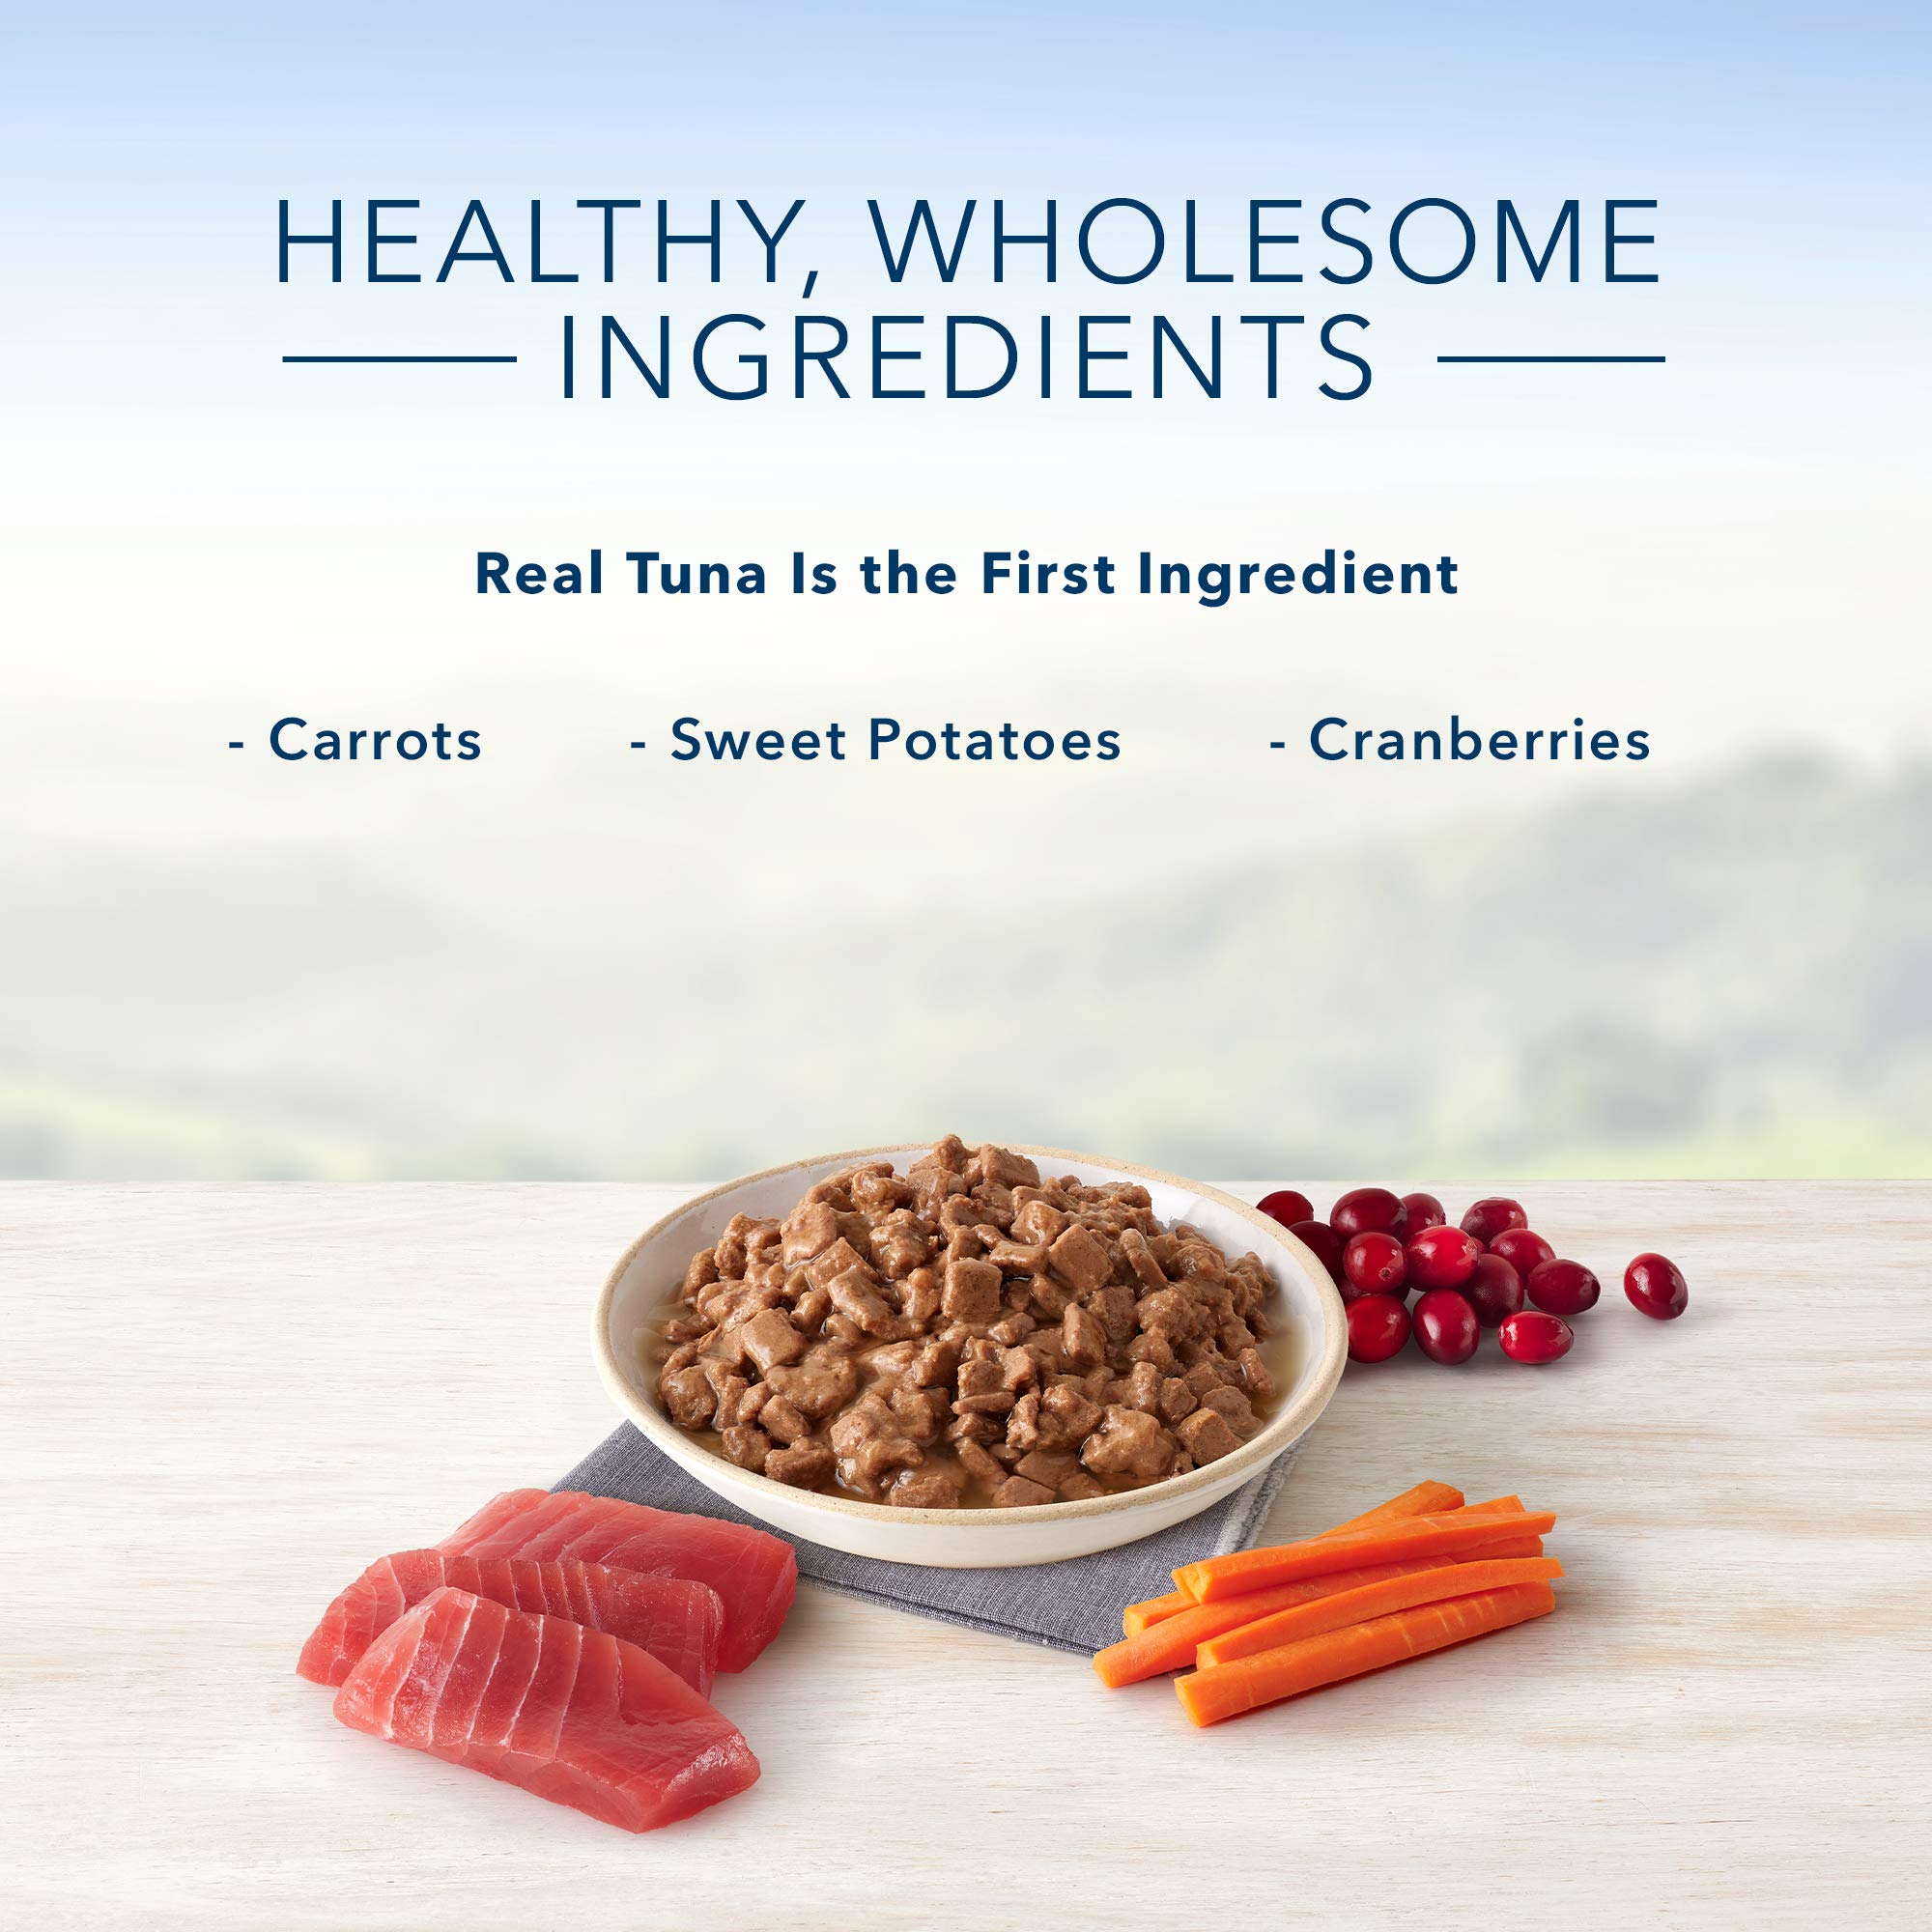 HEALTHY, WHOLESOME
INGREDIENTS
Real Tuna Is the First Ingredient
- Carrots - Sweet Potatoes - Cranberries